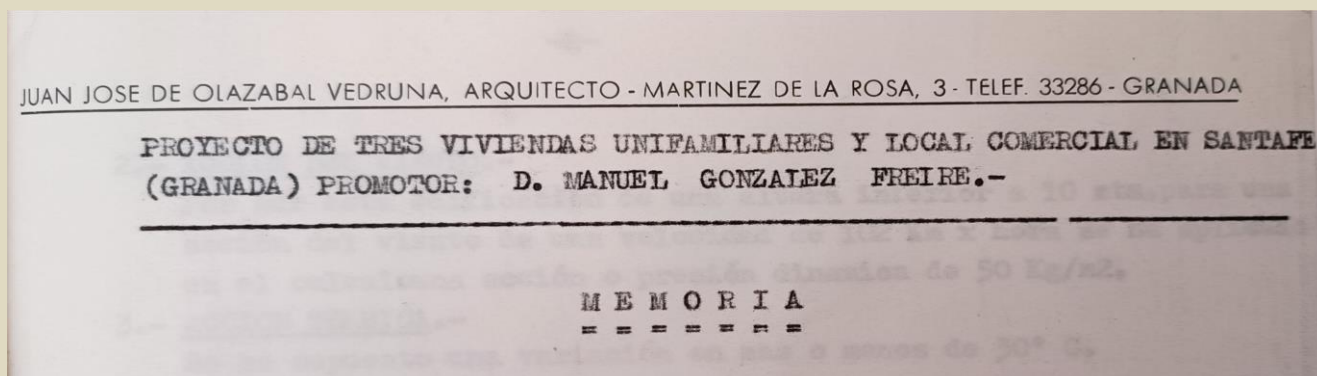 JUAN JOSE DE OLAZABAL VEDRUNA, ARQUITECTO - MARTINEZ DE LA ROSA, 3 - TELEF. 33286 - GRANADA
PROYECTO DE TRES VIVIENDAS UNIFAMILIARES Y LOCAL COMERCIAL EN SANTAFE
(GRANADA) PROMOTOR: D. MANUEL GONZALEZ FREIRE.-
MEMORIA